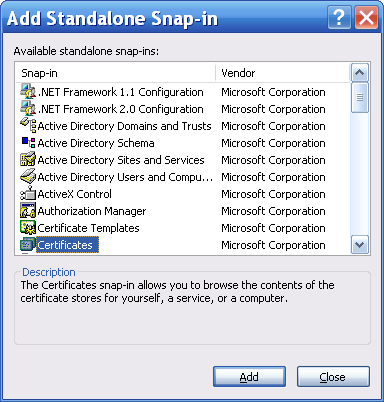 Add Standalone Snap-in
Available standalone snap-ins:
Snap-in Vendor
.NET Framework 1.1 Configuration Microsoft Corporation
.NET Framework 2.0 Configuration Microsoft Corporation
Active Directory Domains and Trusts Microsoft Corporation
Active Directory Schema Microsoft Corporation
Active Directory Sites and Services Microsoft Corporation
Active Directory Users and Compu... Microsoft Corporation
ActiveX Control Microsoft Corporation
Authorization Manager Microsoft Corporation
Certificate Templates Microsoft Corporation
Certificates Microsoft Corporation
Description
The Certificates snap-in allows you to browse the contents of the
certificate stores for yourself, a service, or a computer.
Add Close